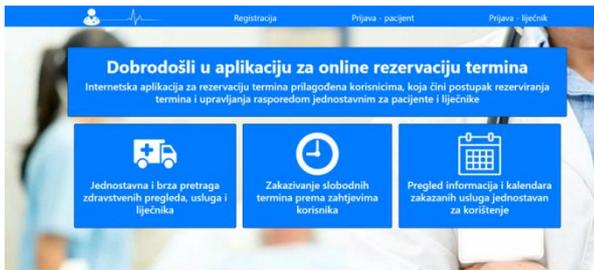 Registracija
Prijava - pacijent
Prijava - liječnik
Dobrodošli u aplikaciju za online rezervaciju termina
Internetska aplikacija za rezervaciju termina prilagođena korisnicima, koja čini postupak rezerviranja
termina i upravljanja rasporedom jednostavnim za pacijente i liječnike
Jednostavna i brza pretraga
zdravstvenih pregleda, usluga i
liječnika
Zakazivanje slobodnih
termina prema zahtjevima
korisnika
Pregled informacija i kalendara
zakazanih usluga jednostavan
za korištenje